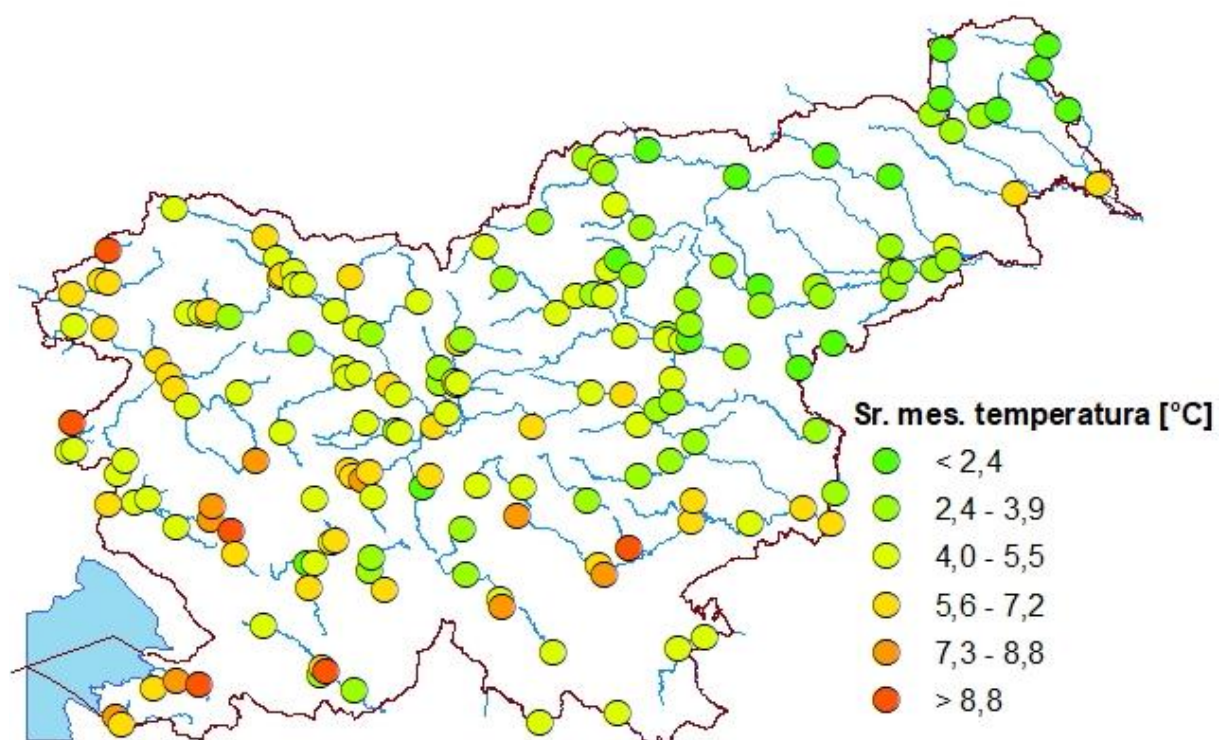 Sr. mes. temperatura [°C]
< 2,4
2,4 - 3,9
4,0 - 5,5
5,6 - 7,2
7,3 - 8,8
> 8,8